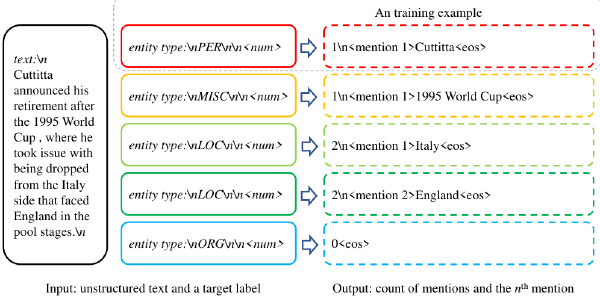 An training example
text:\n
Cuttitta
announced his
retirement after
the 1995 World
Cup , where he
took issue with
being dropped
from the Italy
side that faced
England in the
pool stages.\n
entity type:\nPER\n\n<num>
1\n<mention 1>Cuttitta<eos>
entity type:\nMISC\n\n<num>
1\n<mention 1>1995 World Cup<eos>
entity type:\nLOC\n\n<num>
2\n<mention 1>Italy<eos>
entity type:\nLOC\n\n<num>
2\n<mention 2>England<eos>
entity type:\nORG\n\n<num>
0<eos>
Input: unstructured text and a target label
Output: count of mentions and the nth mention